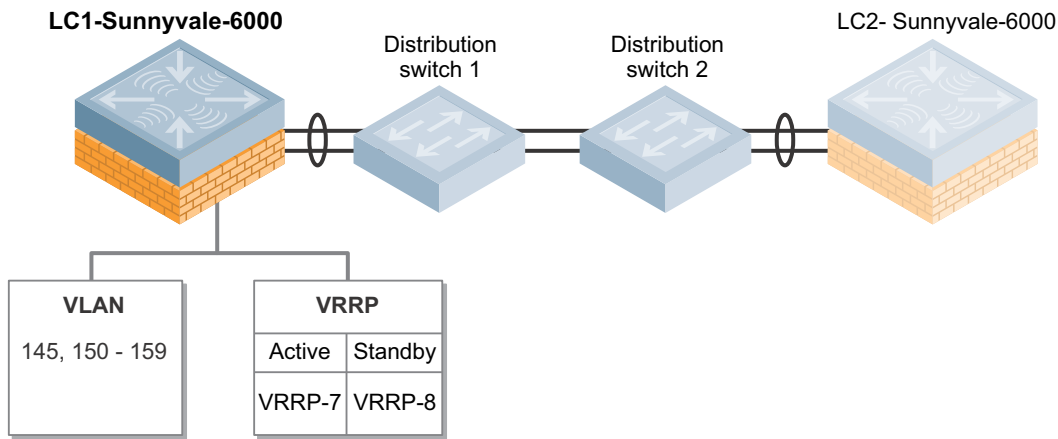 LC1-Sunnyvale-6000
Distribution
switch 1
Distribution
switch 2
LC2- Sunnyvale-6000
VLAN
145, 150 - 159
VRRP
Active
Standby
VRRP-7
VRRP-8